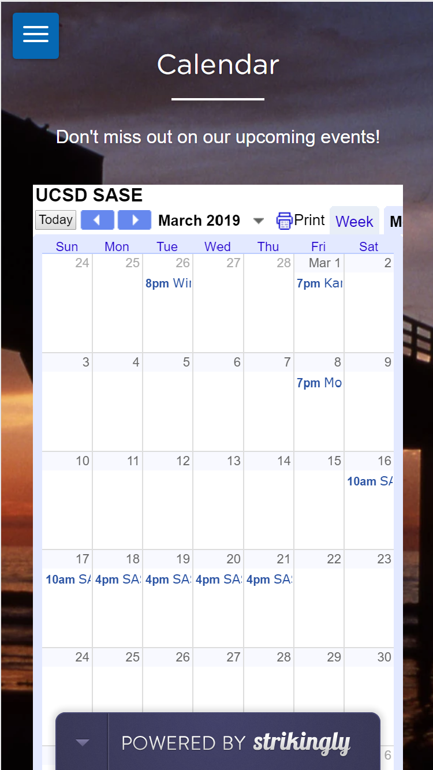 Calendar
Don't miss out on our upcoming events!
UCSD SASE
Today March 2019 Print Week
Sun Mon Tue Wed Thu Fri Sat
24 25 26 27 28 Mar 1 2
8pm 7pm
3 4 5 6 7 8 9
7pm
10 11 12 13 14 15 16
10am
17 18 19 20 21 22 23
10am 4pm 4pm 4pm 4pm
24 25 26 27 28 29 30
6
POWERED BY strikingly